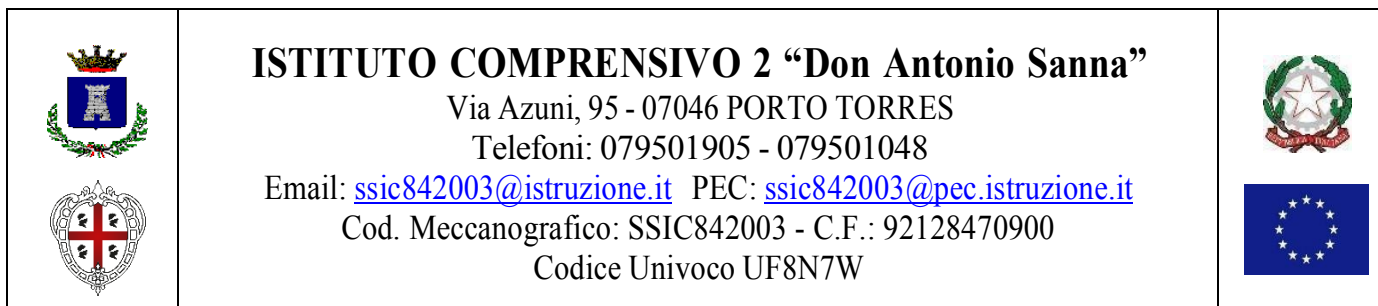 ISTITUTO COMPRENSIVO 2 “Don Antonio Sanna”
Via Azuni, 95 - 07046 PORTO TORRES
Telefoni: 079501905 - 079501048
Email: ssic842003@istruzione.it PEC: ssic842003@pec.istruzione.it
Cod. Meccanografico: SSIC842003 - C.F.: 92128470900
Codice Univoco UF8N7W